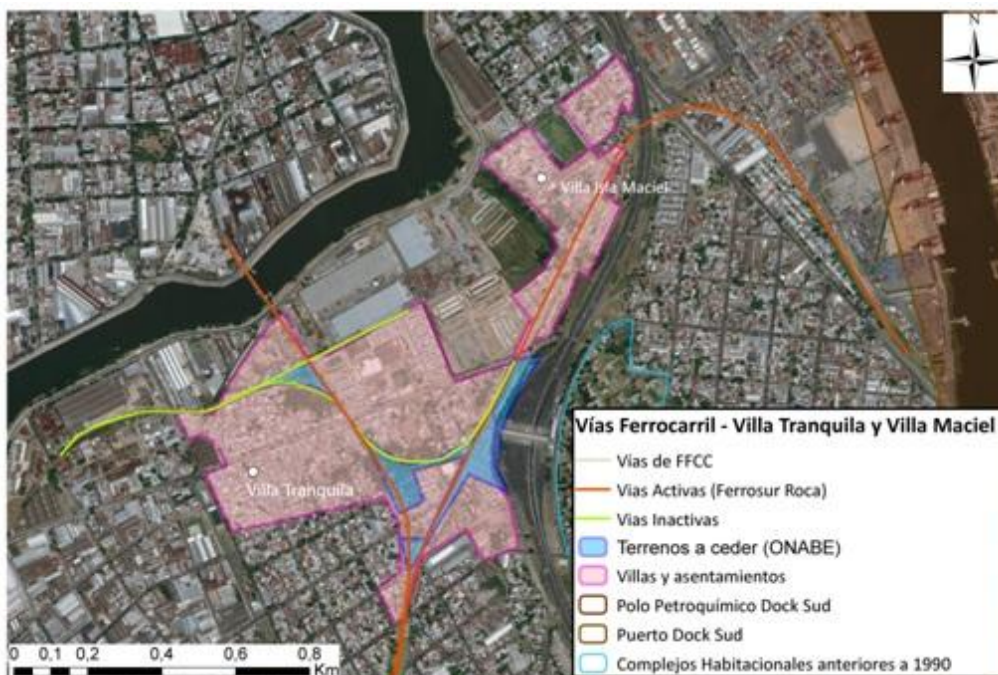 N
Villa Isla Maciel
Villa Tranquila
Vías Ferrocarril - Villa Tranquila y Villa Maciel
Vías de FFCC
Vias Activas (Ferrosur Roca)
Vias Inactivas
Terrenos a ceder (ONABE)
Villas y asentamientos
Polo Petroquímico Dock Sud
Puerto Dock Sud
Complejos Habitacionales anteriores a 1990
0 0,1 0,2 0,4 0,6 0,8
Km